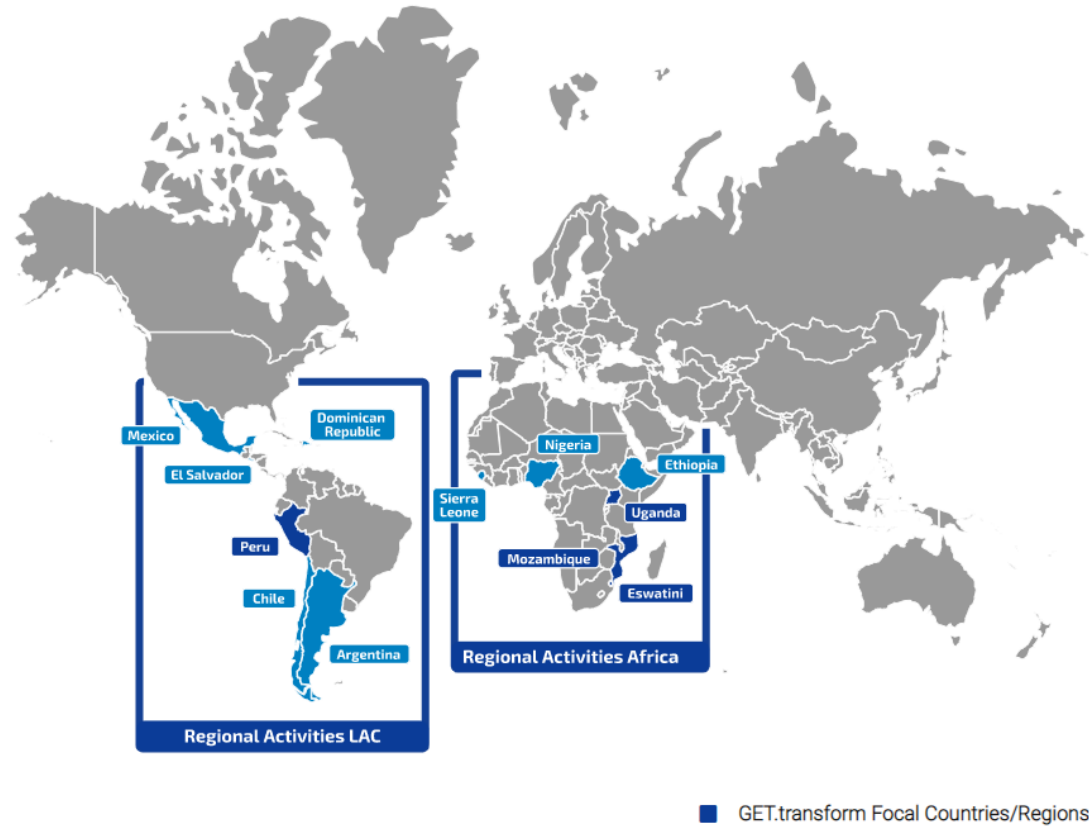 Dominican
Republic
Mexico
El Salvador
Peru
Chile
Argentina
Regional Activities LAC
Nigeria
Ethiopia
Sierra
Leone
Uganda
Mozambique
Eswatini
Regional Activities Africa
GET.transform Focal Countries/Regions